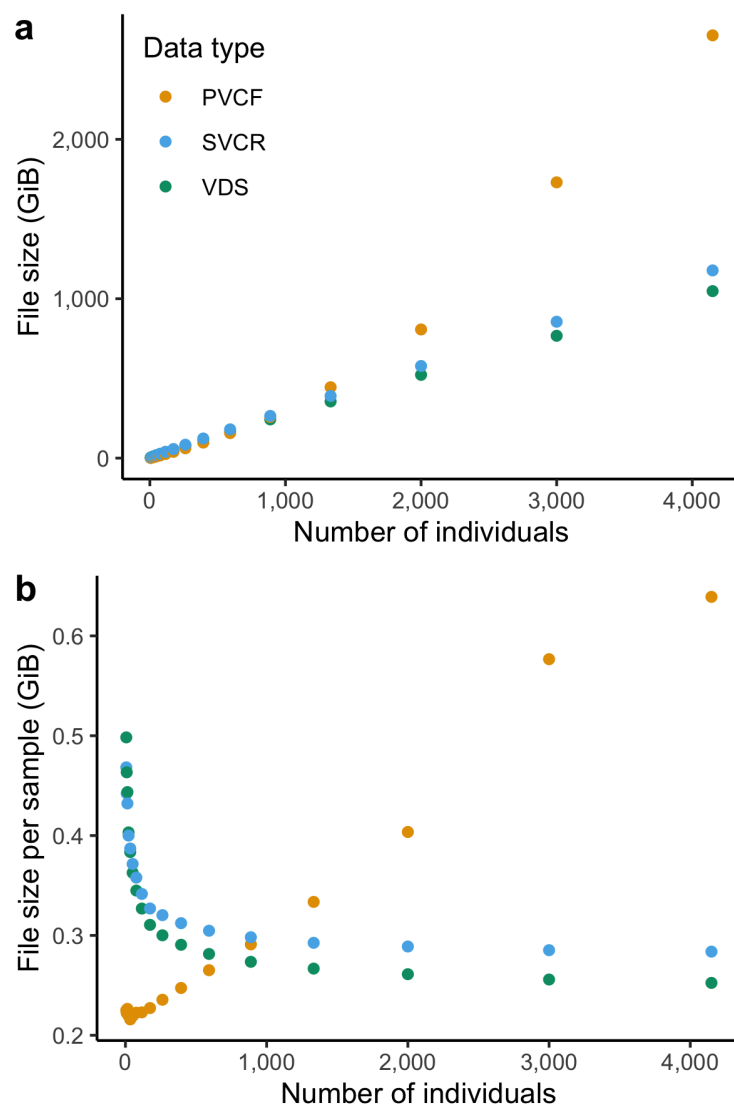 a
Data type
PVCF
SVCR
VDS
File size (GiB)
2,000
1,000
0
0 1,000 2,000 3,000 4,000
Number of individuals
b
File size per sample (GiB)
0.6
0.5
0.4
0.3
0.2
0 1,000 2,000 3,000 4,000
Number of individuals